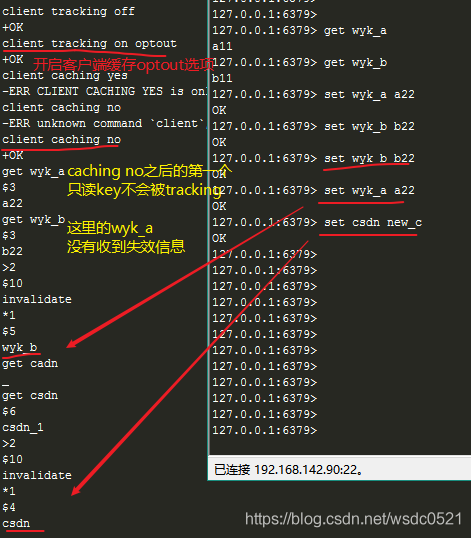 client tracking off
+OK
client tracking on optout
+OK
开启客户端缓存optout选项
client caching yes
-ERR CLIENT CACHING YES is onl
client caching no
-ERR unknown command `client`,
client caching no
+OK
get wyk_a
$3
a22
get wyk_b
$3
b22
>2
$10
invalidate
*1
$5
wyk_b
get cadn
_
get csdn
$6
csdn_1
>2
$10
invalidate
*1
$4
csdn
caching no之后的第一个
只读key不会被tracking
这里的wyk_a
没有收到失效信息
127.0.0.1:6379>
127.0.0.1:6379> get wyk_a
a11
127.0.0.1:6379> get wyk_b
b11
127.0.0.1:6379> set wyk_a a22
OK
127.0.0.1:6379> set wyk_b b22
OK
127.0.0.1:6379> set wyk_b b22
OK
127.0.0.1:6379> set wyk_a a22
OK
127.0.0.1:6379> set csdn new_c
OK
127.0.0.1:6379>
127.0.0.1:6379>
127.0.0.1:6379>
127.0.0.1:6379>
127.0.0.1:6379>
127.0.0.1:6379>
127.0.0.1:6379>
127.0.0.1:6379>
127.0.0.1:6379>
127.0.0.1:6379>
127.0.0.1:6379>
127.0.0.1:6379>
已连接 192.168.142.90:22。
https://blog.csdn.net/wsdc0521